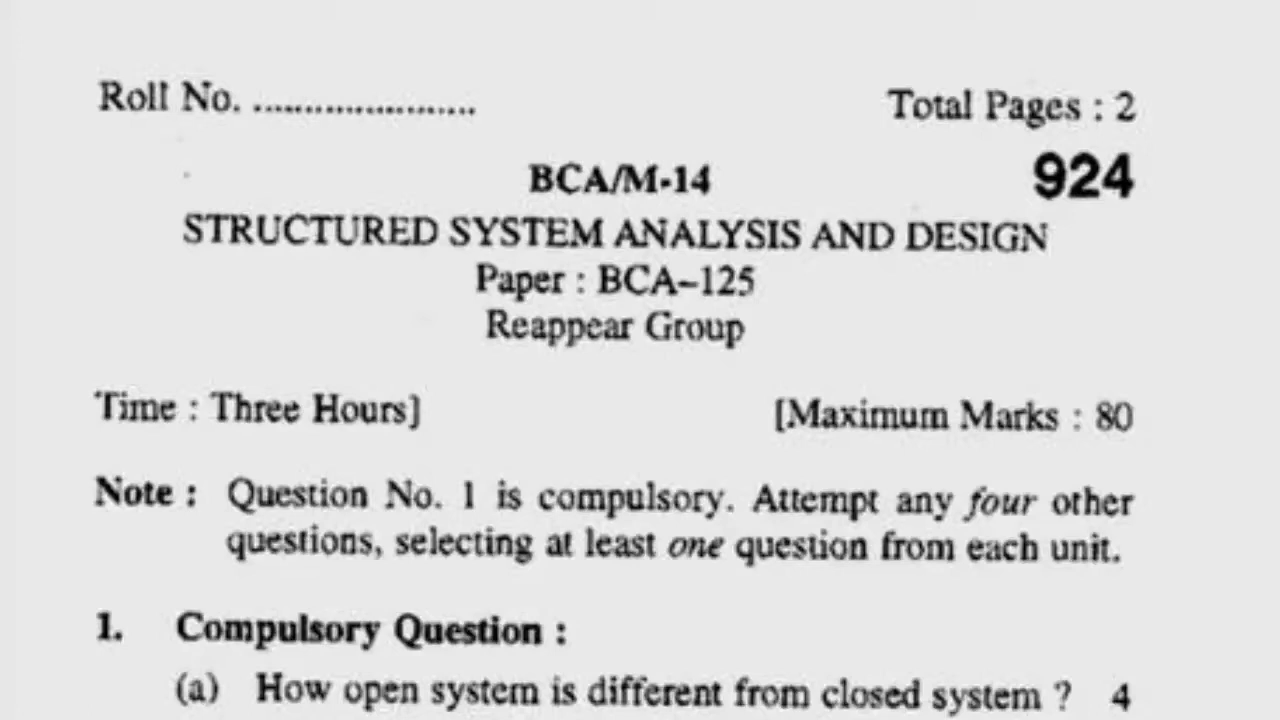 Roll No. ......................
Total Pages : 2
924
BCA/M-14
STRUCTURED SYSTEM ANALYSIS AND DESIGN
Paper : BCA–125
Reappear Group
Time : Three Hours]
[Maximum Marks : 80
Note : Question No. 1 is compulsory. Attempt any four other
questions, selecting at least one question from each unit.
1. Compulsory Question :
(a) How open system is different from closed system ? 4